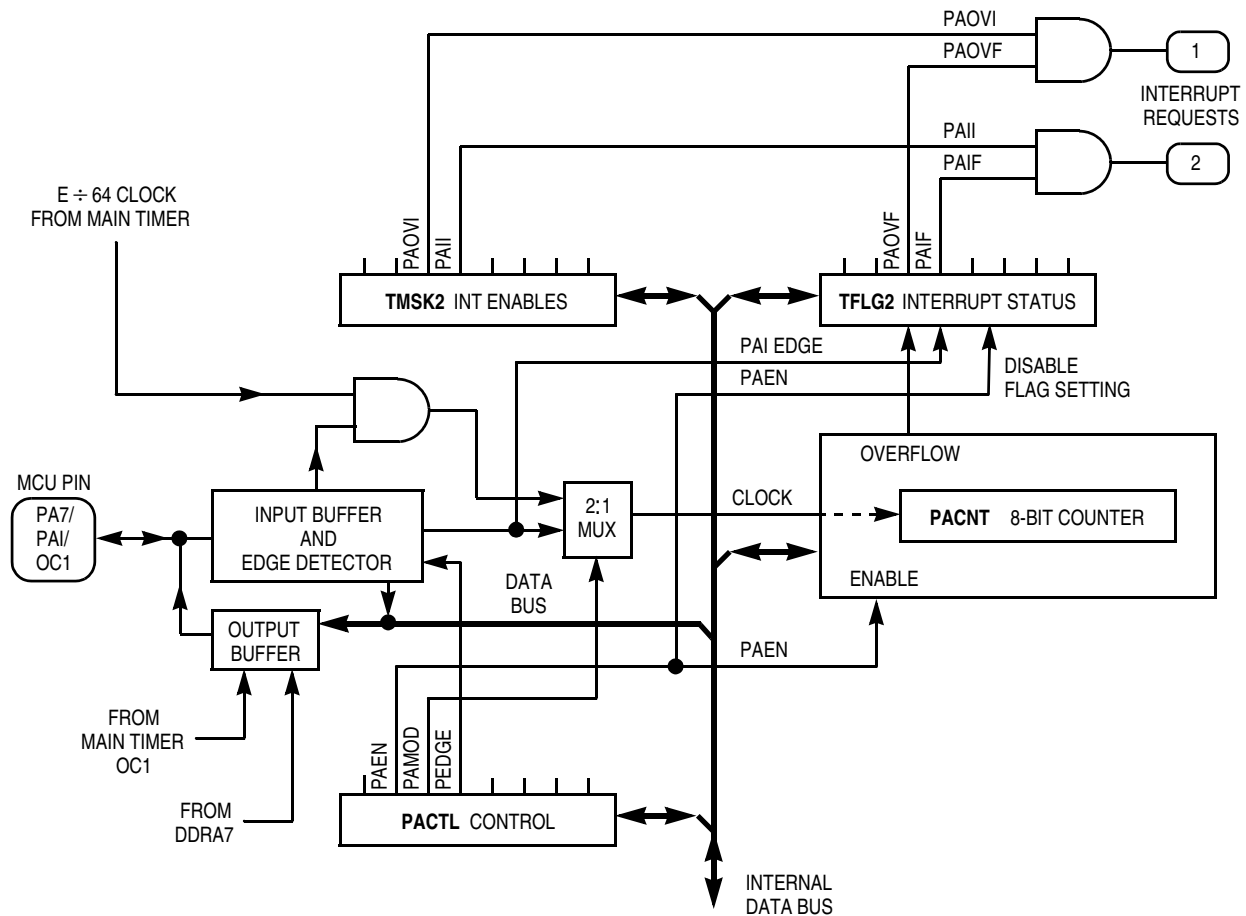 PAOVI
PAOVF
1
INTERRUPT
REQUESTS
PAII
PAIF
2
E ÷ 64 CLOCK
FROM MAIN TIMER
PAOVI
PAII
PAOVF
PAIF
TMSK2 INT ENABLES
TFLG2 INTERRUPT STATUS
PAI EDGE
PAEN
DISABLE
FLAG SETTING
OVERFLOW
MCU PIN
PA7/
PAI/
OC1
INPUT BUFFER
AND
EDGE DETECTOR
2:1
MUX
CLOCK
PACNT 8-BIT COUNTER
ENABLE
DATA
BUS
OUTPUT
BUFFER
PAEN
FROM
MAIN TIMER
OC1
PAEN
PAMOD
PEDGE
FROM
DDRA7
PACTL CONTROL
INTERNAL
DATA BUS